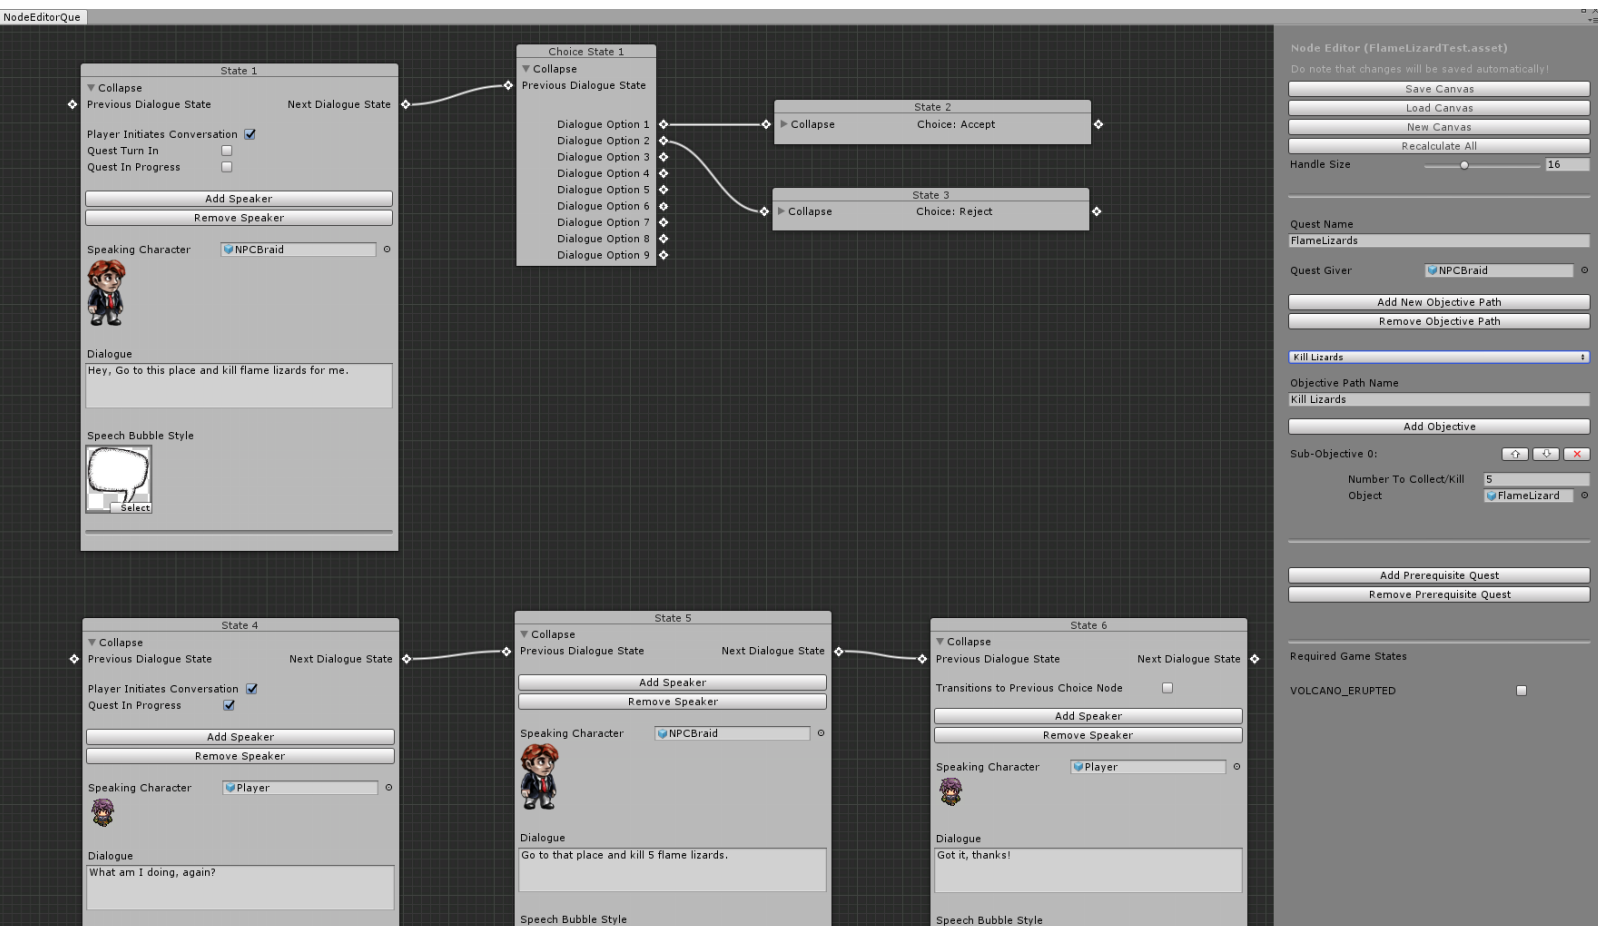 NodeEditorQue
State 1
Collapse
Previous Dialogue State
Next Dialogue State
Player Initiates Conversation
Quest Turn In
Quest In Progress
Add Speaker
Remove Speaker
Speaking Character
NPCBraid
Dialogue
Hey, Go to this place and kill flame lizards for me.
Speech Bubble Style
Select
Choice State 1
Collapse
Previous Dialogue State
Dialogue Option 1
Dialogue Option 2
Dialogue Option 3
Dialogue Option 4
Dialogue Option 5
Dialogue Option 6
Dialogue Option 7
Dialogue Option 8
Dialogue Option 9
State 2
Collapse
Choice: Accept
State 3
Collapse
Choice: Reject
State 4
Collapse
Previous Dialogue State
Next Dialogue State
Player Initiates Conversation
Quest In Progress
Add Speaker
Remove Speaker
Speaking Character
Player
Dialogue
What am I doing, again?
State 5
Collapse
Previous Dialogue State
Next Dialogue State
Add Speaker
Remove Speaker
Speaking Character
NPCBraid
Dialogue
Go to that place and kill 5 flame lizards.
Speech Bubble Style
State 6
Collapse
Previous Dialogue State
Next Dialogue State
Transitions to Previous Choice Node
Add Speaker
Remove Speaker
Speaking Character
Player
Dialogue
Got it, thanks!
Speech Bubble Style
Node Editor (FlameLizardTest.asset)
Do note that changes will be saved automatically!
Save Canvas
Load Canvas
New Canvas
Recalculate All
Handle Size
16
Quest Name
FlameLizards
Quest Giver
NPCBraid
Add New Objective Path
Remove Objective Path
Kill Lizards
Objective Path Name
Kill Lizards
Add Objective
Sub-Objective 0:
Number To Collect/Kill
5
Object
FlameLizard
Add Prerequisite Quest
Remove Prerequisite Quest
Required Game States
VOLCANO_ERUPTED